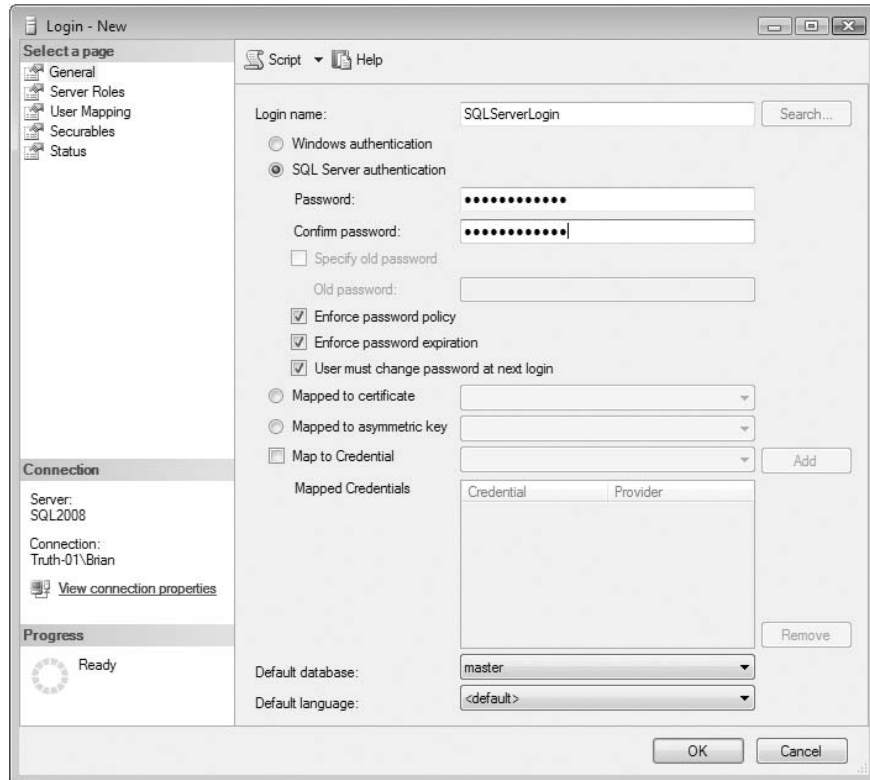 Login - New
Select a page
General
Server Roles
User Mapping
Securables
Status
Script
Help
Login name:
SQLServerLogin
Search...
Windows authentication
SQL Server authentication
Password:
••••••••••••
Confirm password:
••••••••••••
Specify old password
Old password:
Enforce password policy
Enforce password expiration
User must change password at next login
Mapped to certificate
Mapped to asymmetric key
Map to Credential
Add
Mapped Credentials
Credential
Provider
Remove
Default database:
master
Default language:
<default>
Connection
Server:
SQL2008
Connection:
Truth-01\Brian
View connection properties
Progress
Ready
OK
Cancel